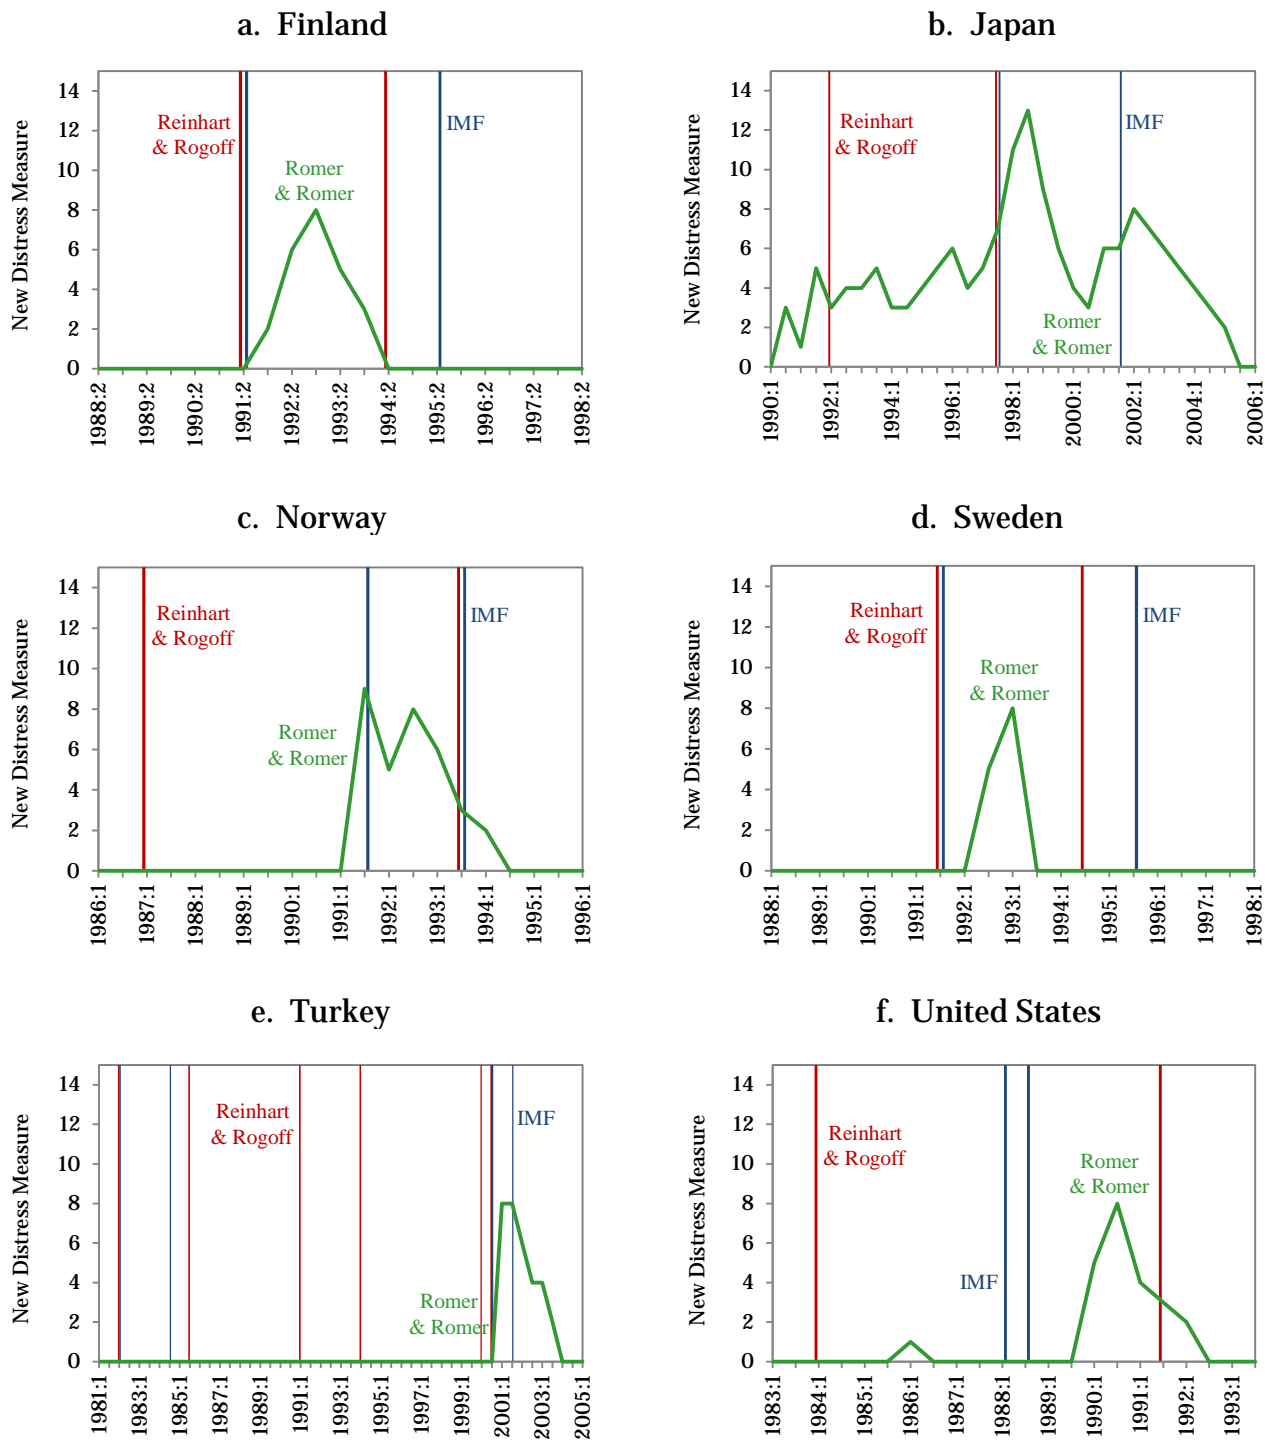 a. Finland
New Distress Measure
14
12
10
8
6
4
2
0
Reinhart
& Rogoff
IMF
Romer
& Romer
1988:2
1989:2
1990:2
1991:2
1992:2
1993:2
1994:2
1995:2
1996:2
1997:2
1998:2
b. Japan
New Distress Measure
14
12
10
8
6
4
2
0
Reinhart
& Rogoff
IMF
Romer
& Romer
1990:1
1992:1
1994:1
1996:1
1998:1
2000:1
2002:1
2004:1
2006:1
c. Norway
New Distress Measure
14
12
10
8
6
4
2
0
Reinhart
& Rogoff
IMF
Romer
& Romer
1986:1
1987:1
1988:1
1989:1
1990:1
1991:1
1992:1
1993:1
1994:1
1995:1
1996:1
d. Sweden
New Distress Measure
14
12
10
8
6
4
2
0
Reinhart
& Rogoff
IMF
Romer
& Romer
1988:1
1989:1
1990:1
1991:1
1992:1
1993:1
1994:1
1995:1
1996:1
1997:1
1998:1
e. Turkey
New Distress Measure
14
12
10
8
6
4
2
0
Reinhart
& Rogoff
IMF
Romer
& Romer
1981:1
1983:1
1985:1
1987:1
1989:1
1991:1
1993:1
1995:1
1997:1
1999:1
2001:1
2003:1
2005:1
f. United States
New Distress Measure
14
12
10
8
6
4
2
0
Reinhart
& Rogoff
Romer
& Romer
IMF
1983:1
1984:1
1985:1
1986:1
1987:1
1988:1
1989:1
1990:1
1991:1
1992:1
1993:1